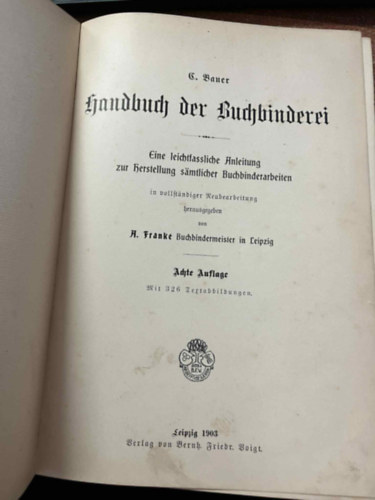 C. Bauer
Handbuch der Buchbinderei
Eine leichtfassliche Anleitung
zur Herstellung sämtlicher Buchbinderarbeiten
in vollständiger Neubearbeitung
herausgegeben
von
A. Franke Buchbindermeister in Leipzig
Achte Auflage
Mit 326 Textabbildungen.
Leipzig 1903
Verlag von Bernh. Friedr. Voigt.